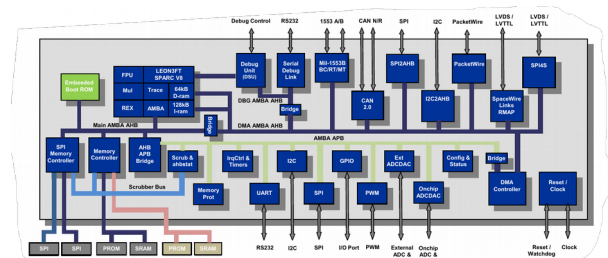 Debug Control RS232 1553 A/B CAN N/R SPI I2C PacketWire LVDS / LVTTL LVDS / LVTTL
Embeeded Boot ROM
FPU LEON3FT SPARC V8
Mul Trace 64kB D-ram
REX AMBA 128kB I-ram
Debug Unit (DSU)
Serial Debug Link
Mil-1553B BC/RT/MT
CAN 2.0
SPI2AHB
I2C2AHB
PacketWire
SpaceWire Links RMAP
SPI4S
DBG AMBA AHB
Bridge
Main AMBA AHB
Bridge
DMA AMBA AHB
AMBA APB
SPI Memory Controller
Memory Controller
AHB APB Bridge
Scrub & ahbstat
IrqCtrl & Timers
I2C
GPIO
Ext ADCDAC
Config & Status
Bridge
Scrubber Bus
Memory Prot
UART
SPI
PWM
Onchip ADCDAC
DMA Controller
Reset / Clock
SPI SPI PROM SRAM PROM SRAM
RS232 I2C SPI I/O Port PWM External ADC & Onchip ADC & Reset / Watchdog Clock